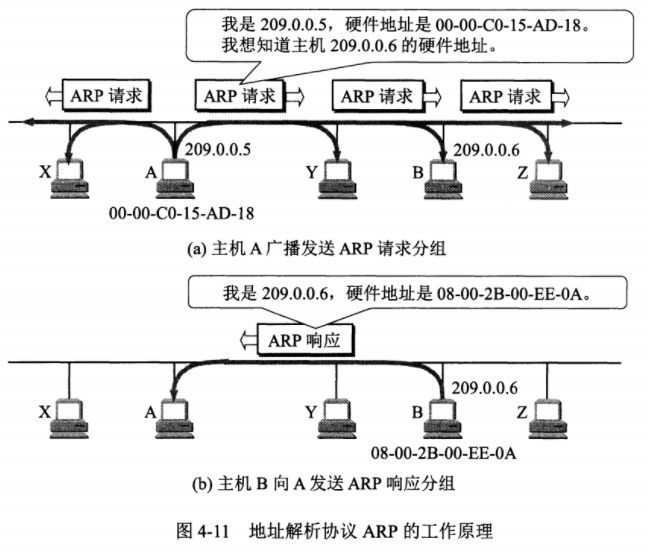 我是 209.0.0.5，硬件地址是 00-00-C0-15-AD-18。
我想知道主机 209.0.0.6 的硬件地址。
ARP 请求
ARP 请求
ARP 请求
ARP 请求
209.0.0.5
209.0.0.6
X
A
Y
B
Z
00-00-C0-15-AD-18
(a) 主机 A 广播发送 ARP 请求分组
我是 209.0.0.6，硬件地址是 08-00-2B-00-EE-0A。
ARP 响应
209.0.0.6
X
A
Y
B
Z
08-00-2B-00-EE-0A
(b) 主机 B 向 A 发送 ARP 响应分组
图 4-11 地址解析协议 ARP 的工作原理